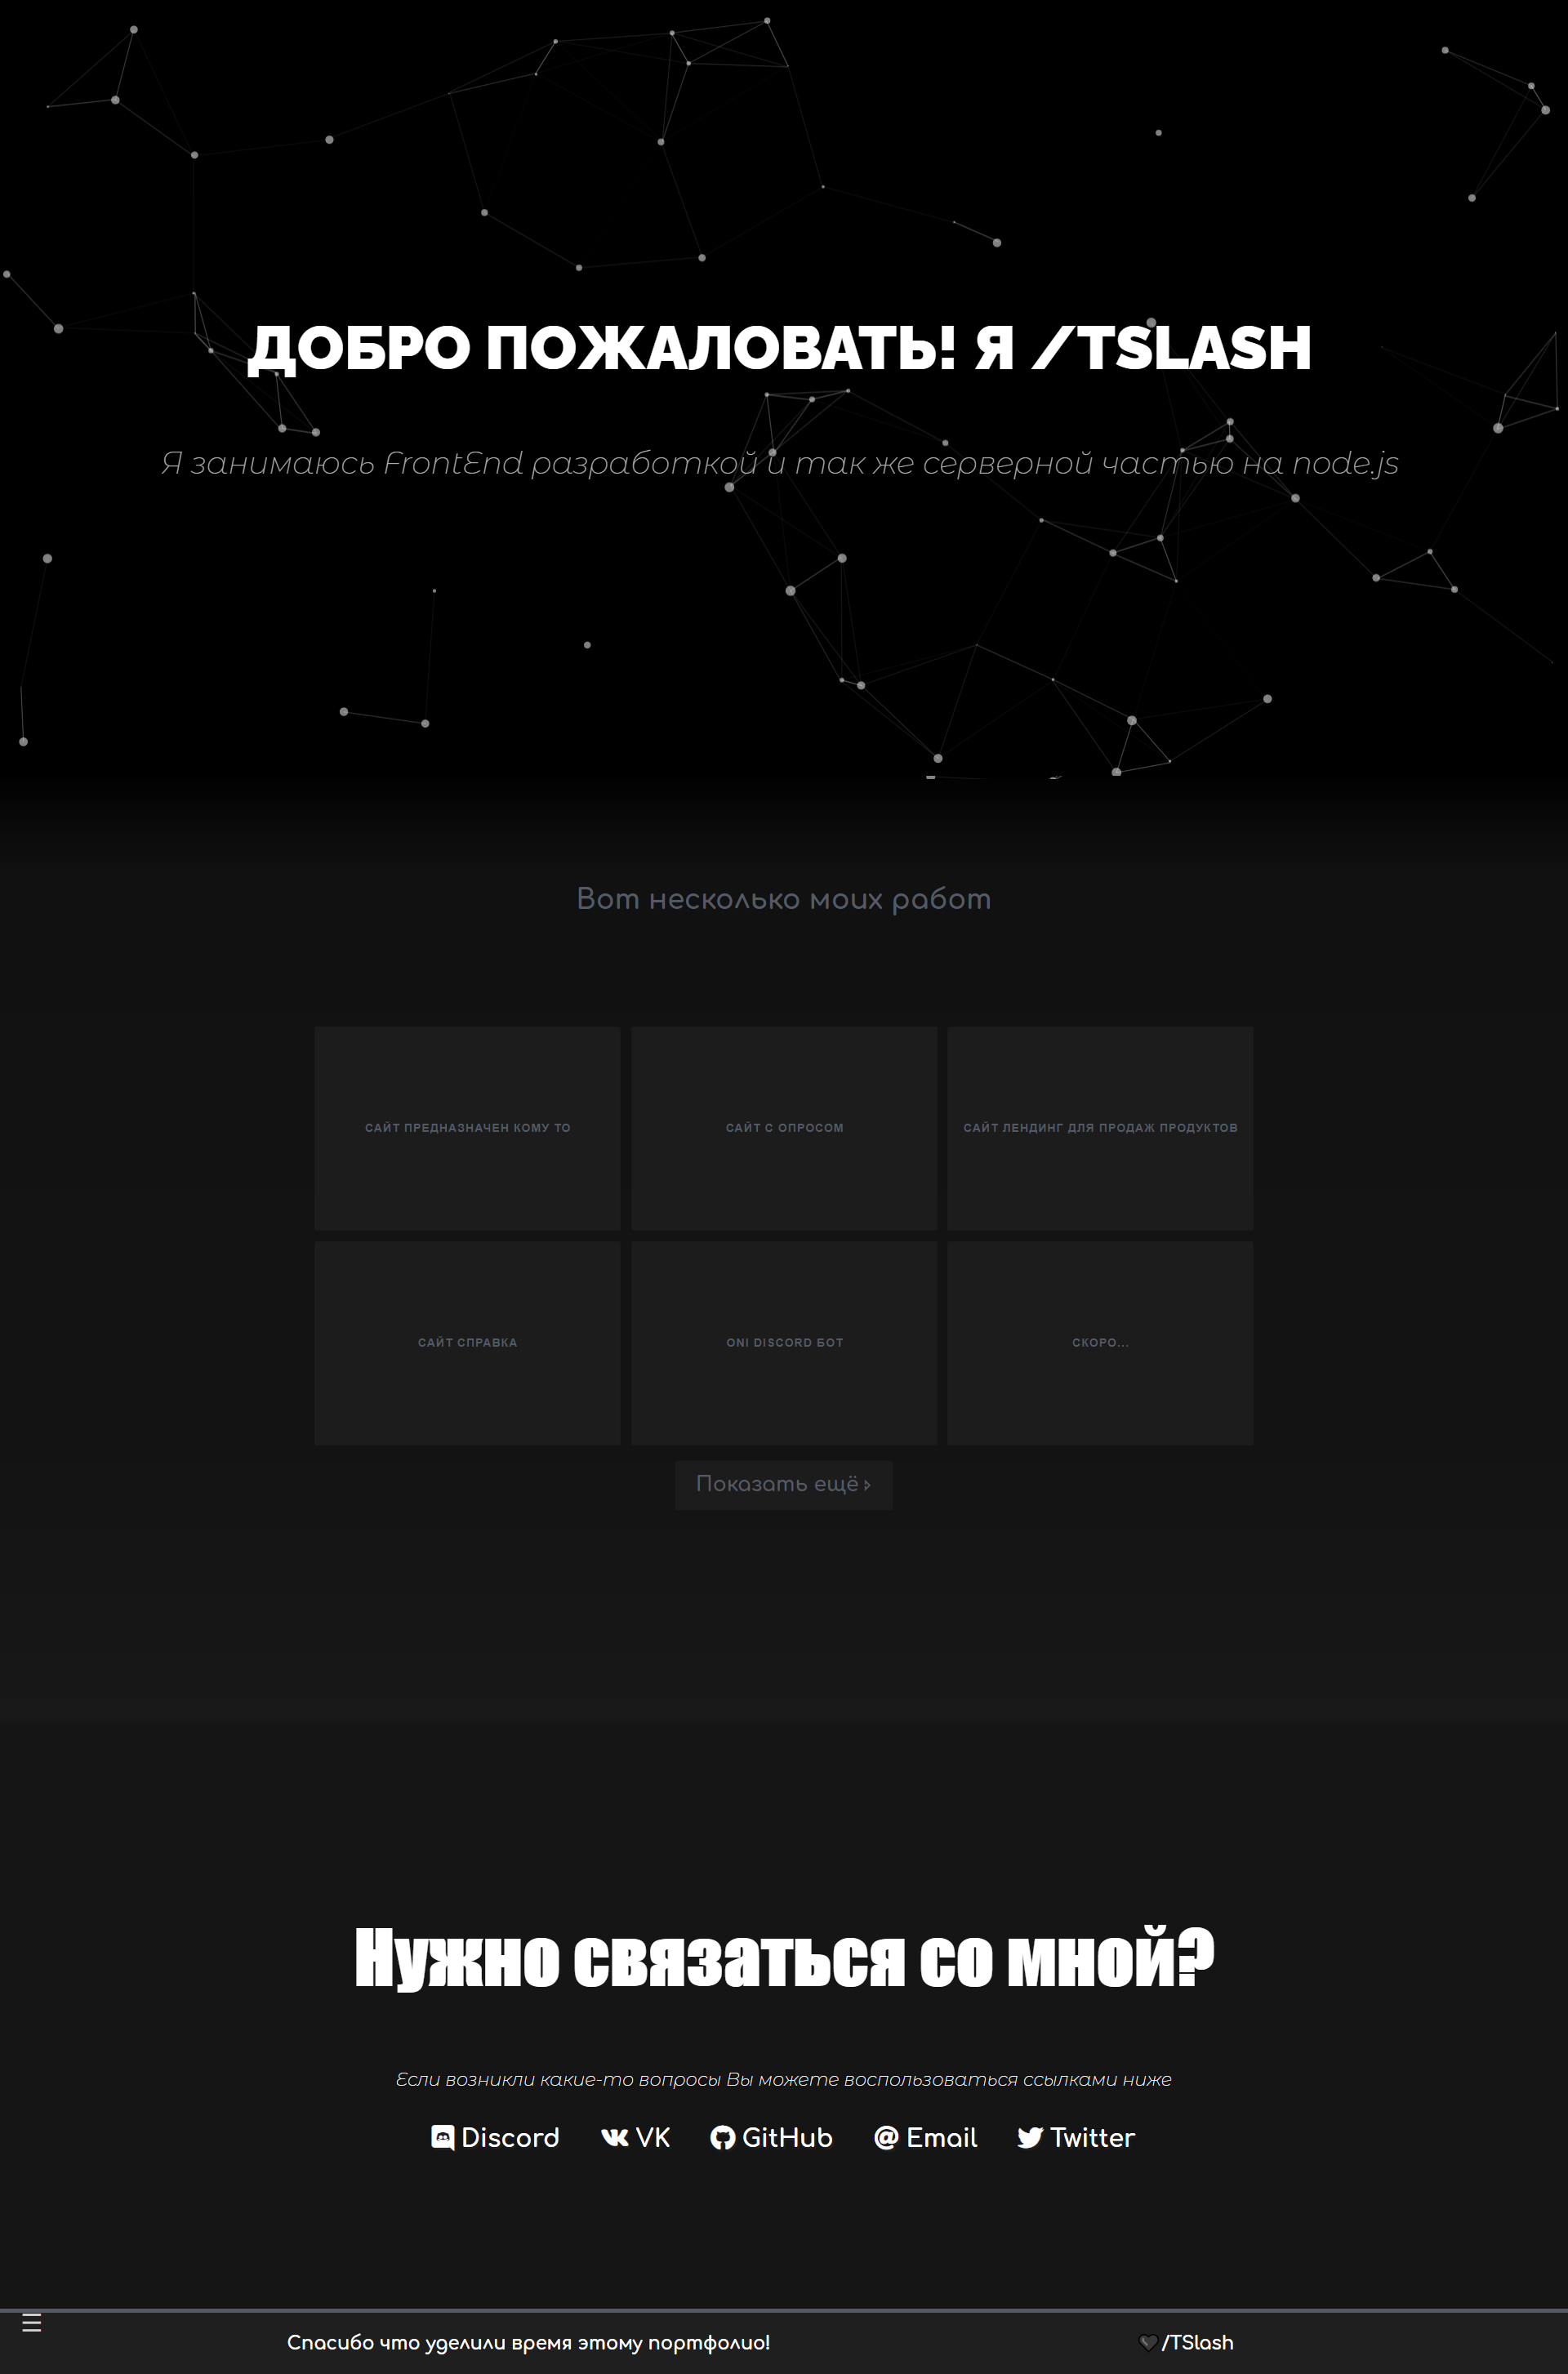 ДОБРО ПОЖАЛОВАТЬ! Я /TSLASH
Я занимаюсь FrontEnd разработкой и так же серверной частью на node.js
Вот несколько моих работ
САЙТ ПРЕДНАЗНАЧЕН КОМУ ТО
САЙТ С ОПРОСОМ
САЙТ ЛЕНДИНГ ДЛЯ ПРОДАЖ ПРОДУКТОВ
САЙТ СПРАВКА
ONI DISCORD БОТ
СКОРО...
Показать ещё
Нужно связаться со мной?
Если возникли какие-то вопросы Вы можете воспользоваться ссылками ниже
Discord VK GitHub Email Twitter
Спасибо что уделили время этому портфолио! /TSlash